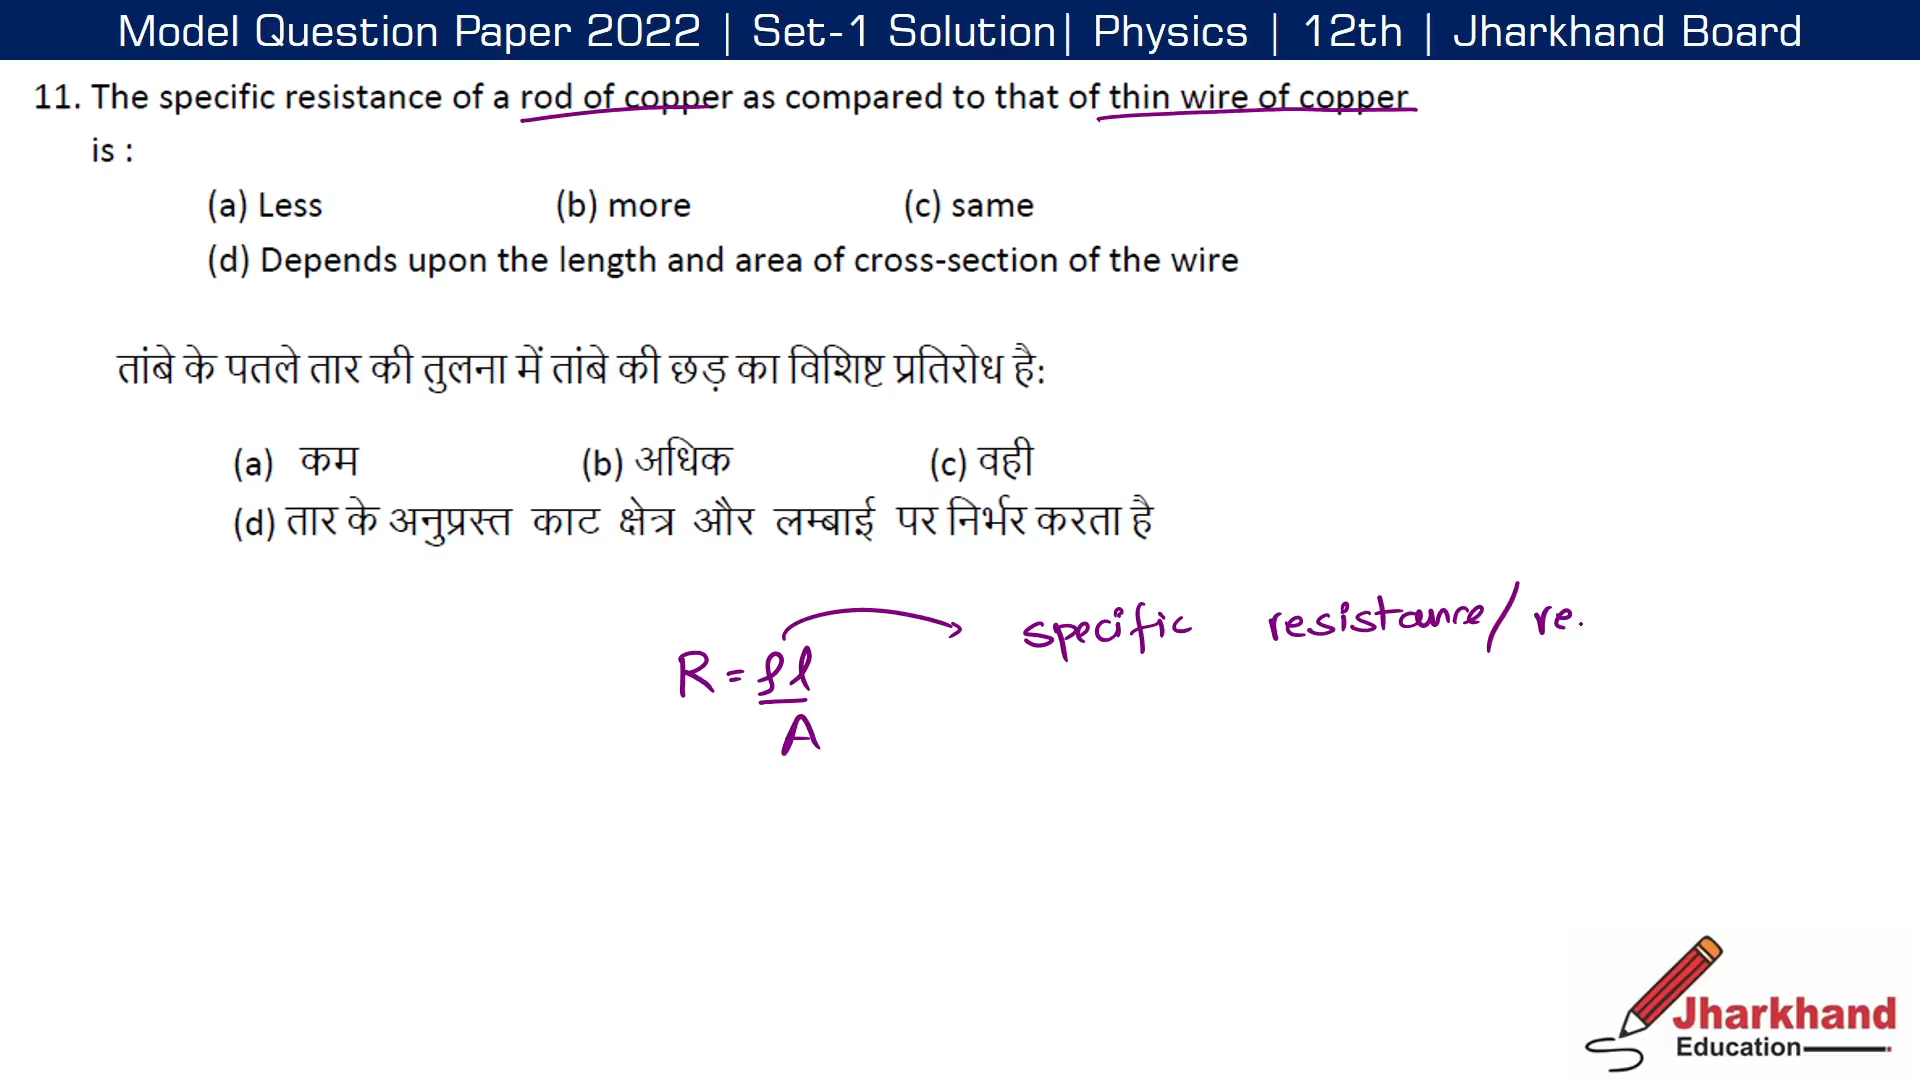 Model Question Paper 2022 | Set-1 Solution| Physics | 12th | Jharkhand Board
11. The specific resistance of a rod of copper as compared to that of thin wire of copper
is :
(a) Less (b) more (c) same
(d) Depends upon the length and area of cross-section of the wire
तांबे के पतले तार की तुलना में तांबे की छड़ का विशिष्ट प्रतिरोध है:
(a) कम (b) अधिक (c) वही
(d) तार के अनुप्रस्त काट क्षेत्र और लम्बाई पर निर्भर करता है
specific resistance/ re.
R = ρl
A
Jharkhand
Education